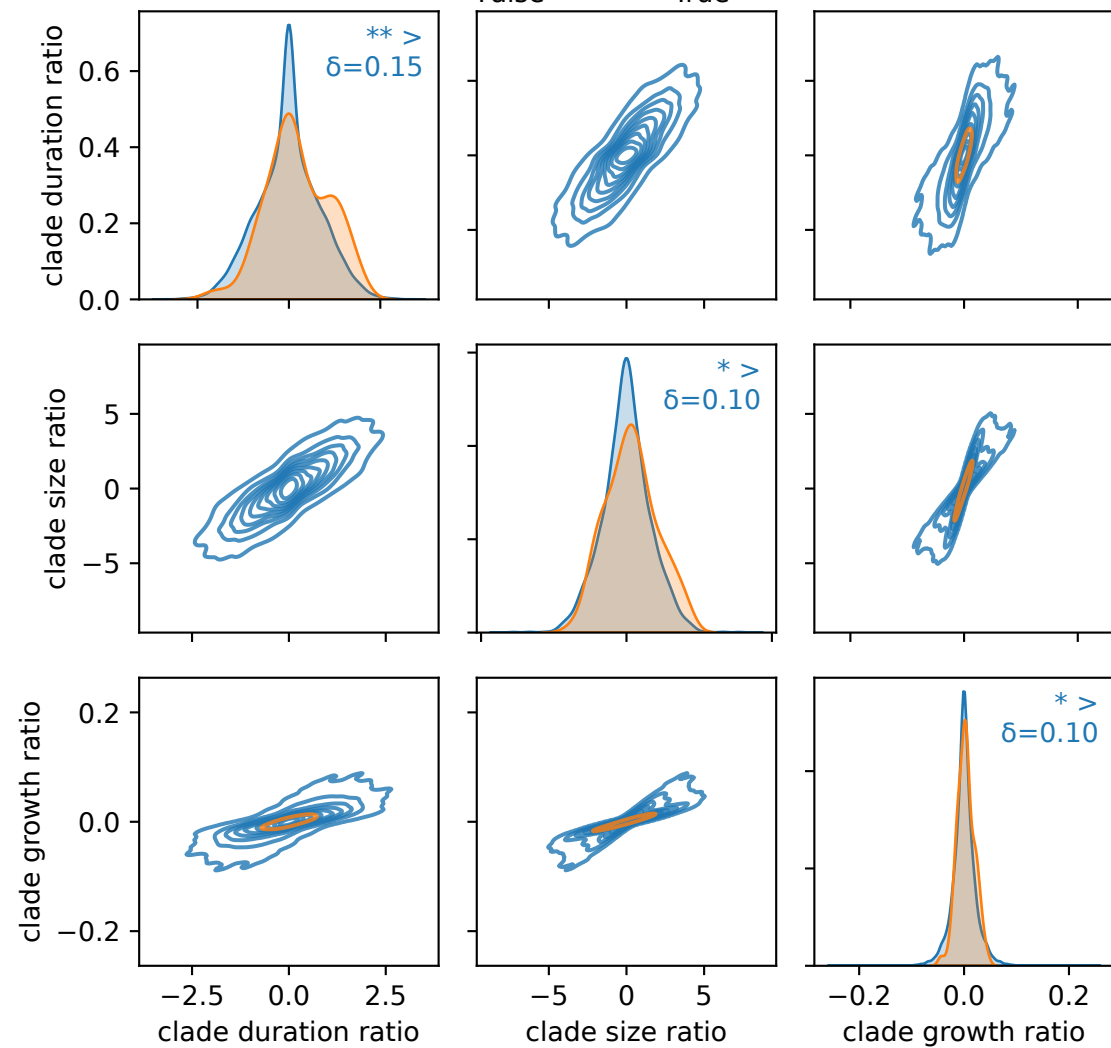 clade duration ratio
0.6
0.4
0.2
0.0
** >
δ=0.15
clade size ratio
5
0
−5
* >
δ=0.10
clade growth ratio
0.2
0.0
−0.2
* >
δ=0.10
−2.5 0.0 2.5
−5 0 5
−0.2 0.0 0.2
clade duration ratio
clade size ratio
clade growth ratio